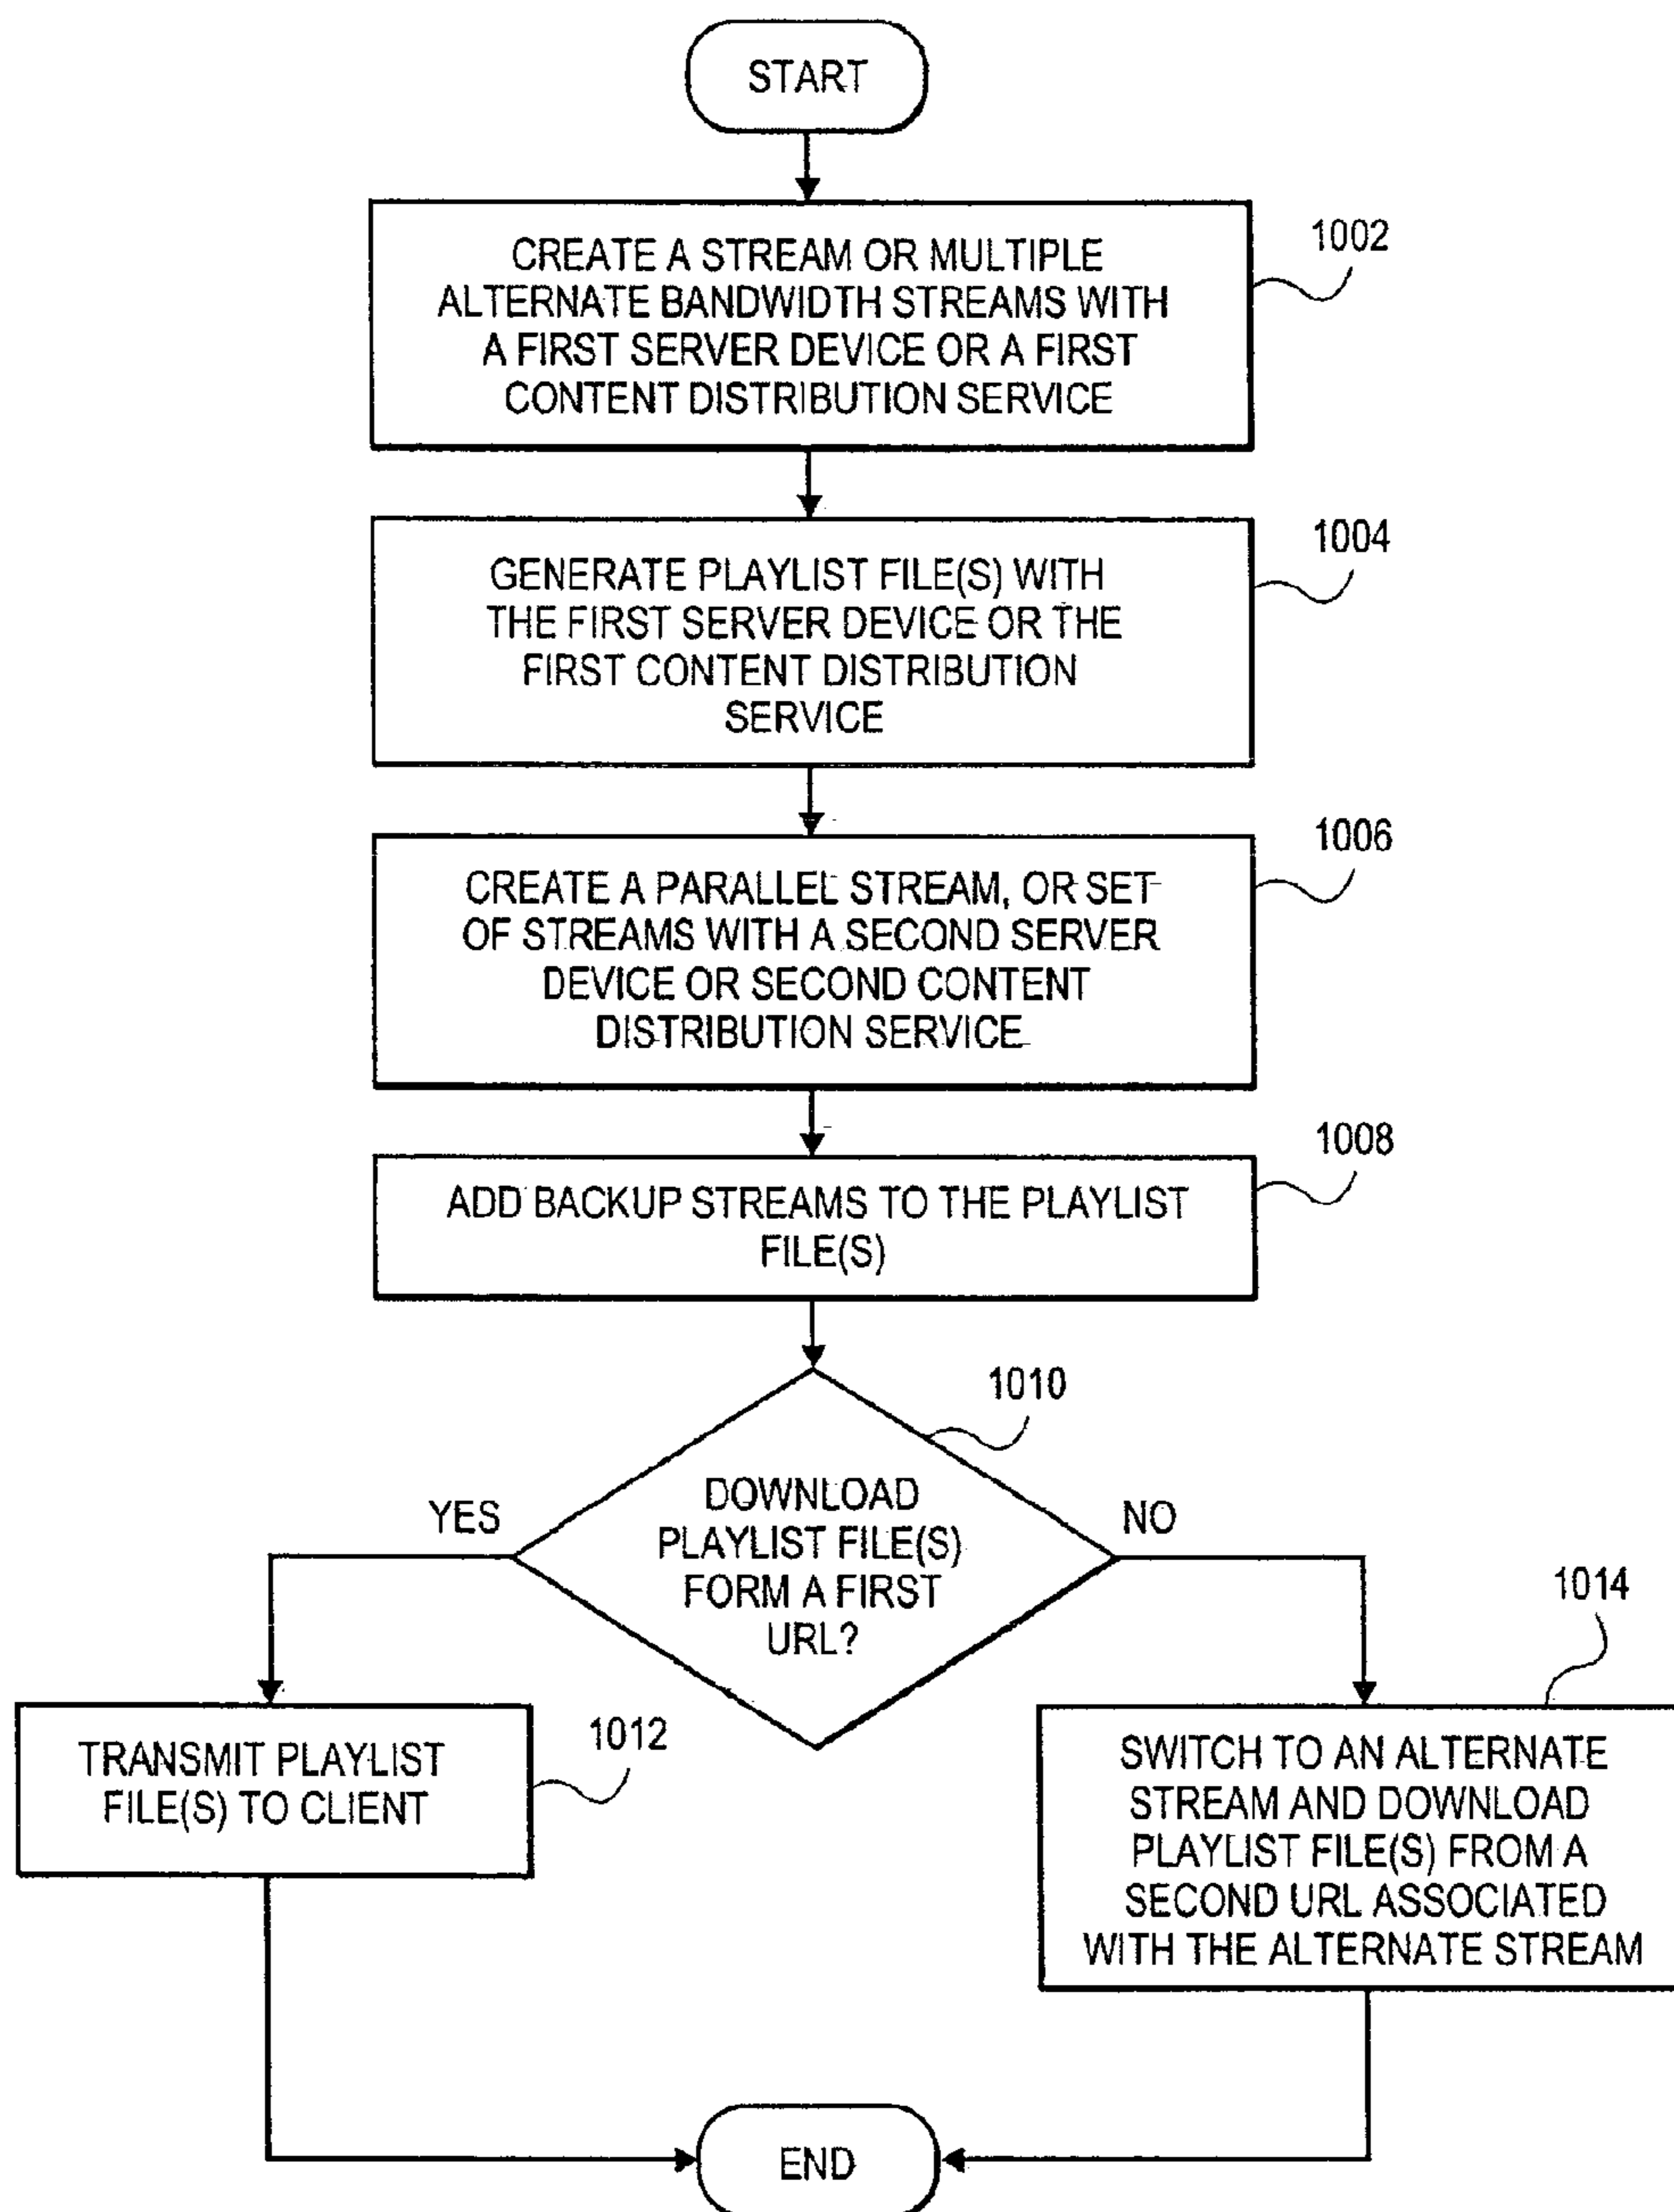 START
CREATE A STREAM OR MULTIPLE
ALTERNATE BANDWIDTH STREAMS WITH
A FIRST SERVER DEVICE OR A FIRST
CONTENT DISTRIBUTION SERVICE
1002
GENERATE PLAYLIST FILE(S) WITH
THE FIRST SERVER DEVICE OR THE
FIRST CONTENT DISTRIBUTION
SERVICE
1004
CREATE A PARALLEL STREAM, OR SET
OF STREAMS WITH A SECOND SERVER
DEVICE OR SECOND CONTENT
DISTRIBUTION SERVICE
1006
ADD BACKUP STREAMS TO THE PLAYLIST
FILE(S)
1008
DOWNLOAD
PLAYLIST FILE(S)
FORM A FIRST
URL?
1010
YES
NO
TRANSMIT PLAYLIST
FILE(S) TO CLIENT
1012
SWITCH TO AN ALTERNATE
STREAM AND DOWNLOAD
PLAYLIST FILE(S) FROM A
SECOND URL ASSOCIATED
WITH THE ALTERNATE STREAM
1014
END